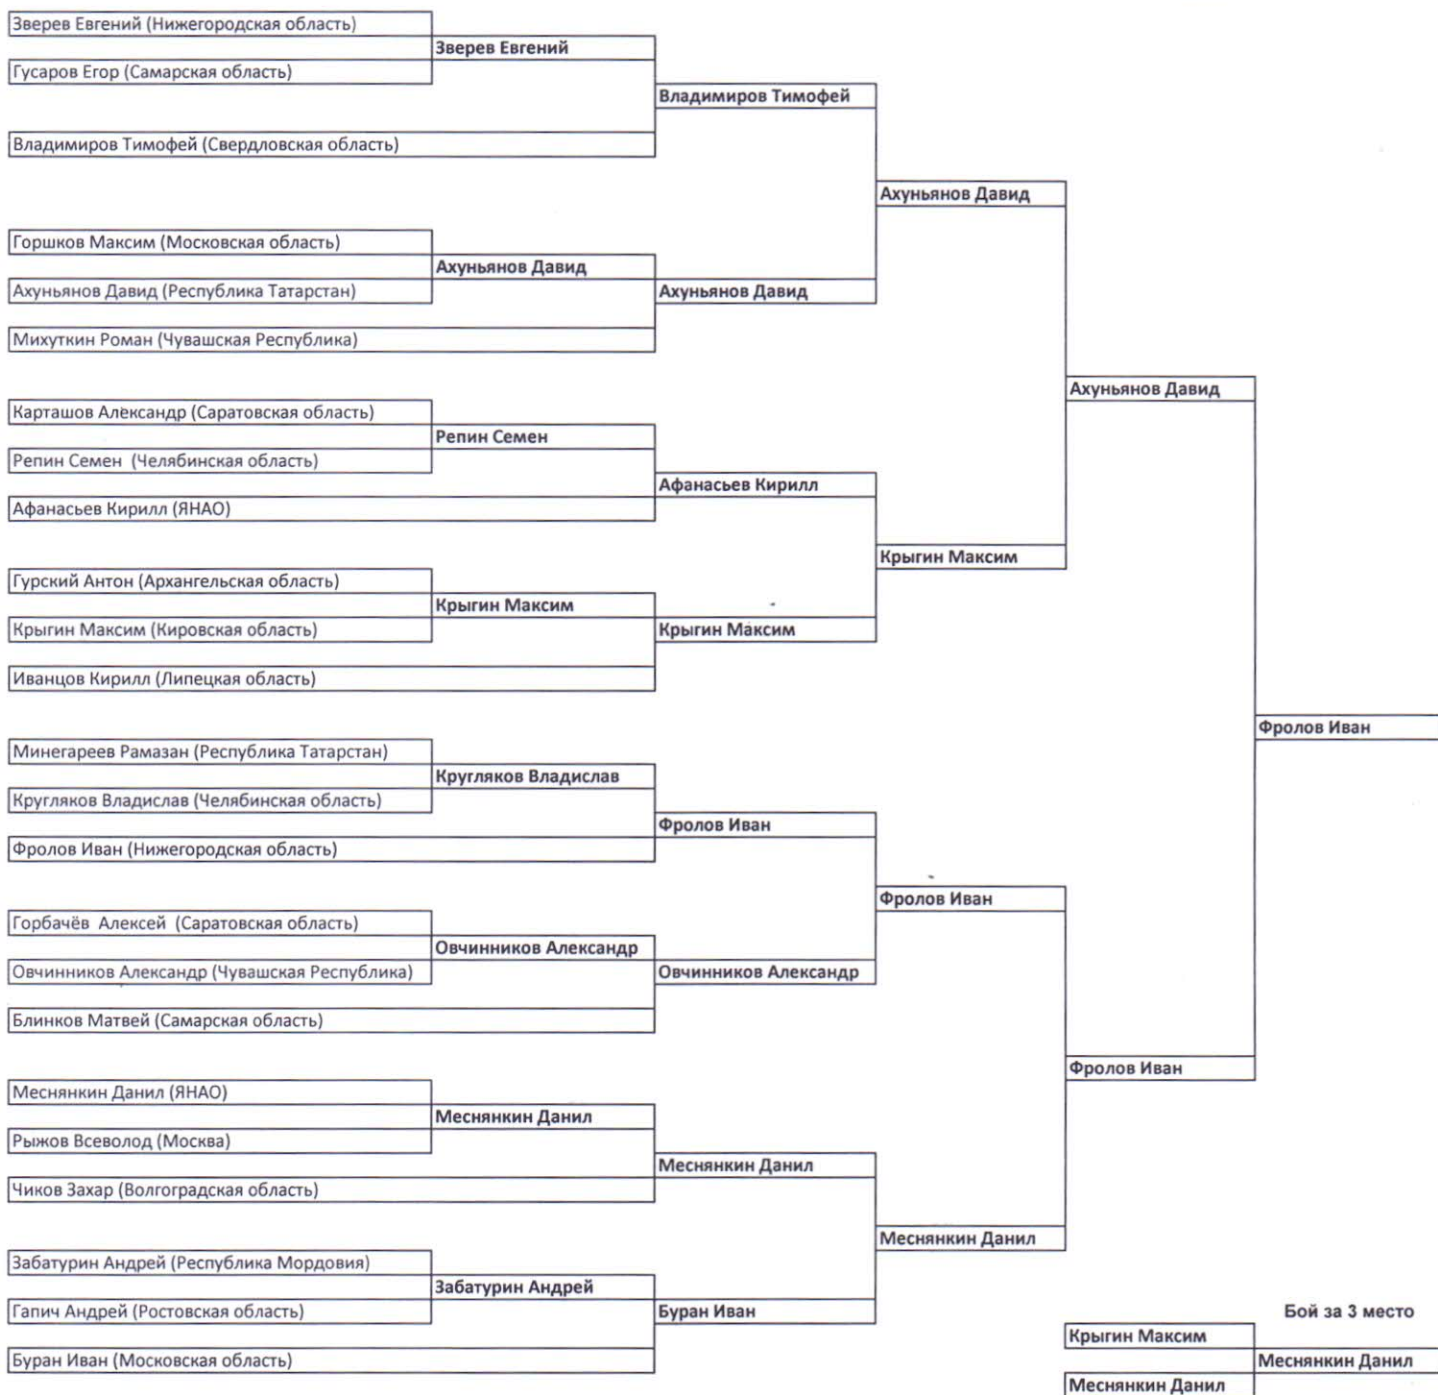 Зверев Евгений (Нижегородская область)
Зверев Евгений
Гусаров Егор (Самарская область)
Владимиров Тимофей
Владимиров Тимофей (Свердловская область)
Ахуньянов Давид
Горшков Максим (Московская область)
Ахуньянов Давид
Ахуньянов Давид (Республика Татарстан)
Ахуньянов Давид
Михуткин Роман (Чувашская Республика)
Ахуньянов Давид
Карташов Александр (Саратовская область)
Репин Семен
Репин Семен (Челябинская область)
Афанасьев Кирилл
Афанасьев Кирилл (ЯНАО)
Крыгин Максим
Гурский Антон (Архангельская область)
Крыгин Максим
Крыгин Максим (Кировская область)
Крыгин Максим
Иванцов Кирилл (Липецкая область)
Фролов Иван
Минегареев Рамазан (Республика Татарстан)
Кругляков Владислав
Кругляков Владислав (Челябинская область)
Фролов Иван
Фролов Иван (Нижегородская область)
Фролов Иван
Горбачёв Алексей (Саратовская область)
Овчинников Александр
Овчинников Александр (Чувашская Республика)
Овчинников Александр
Блинков Матвей (Самарская область)
Фролов Иван
Меснянкин Данил (ЯНАО)
Меснянкин Данил
Рыжов Всеволод (Москва)
Меснянкин Данил
Чиков Захар (Волгоградская область)
Меснянкин Данил
Забатурин Андрей (Республика Мордовия)
Забатурин Андрей
Гапич Андрей (Ростовская область)
Буран Иван
Бой за 3 место
Крыгин Максим
Буран Иван (Московская область)
Меснянкин Данил
Меснянкин Данил